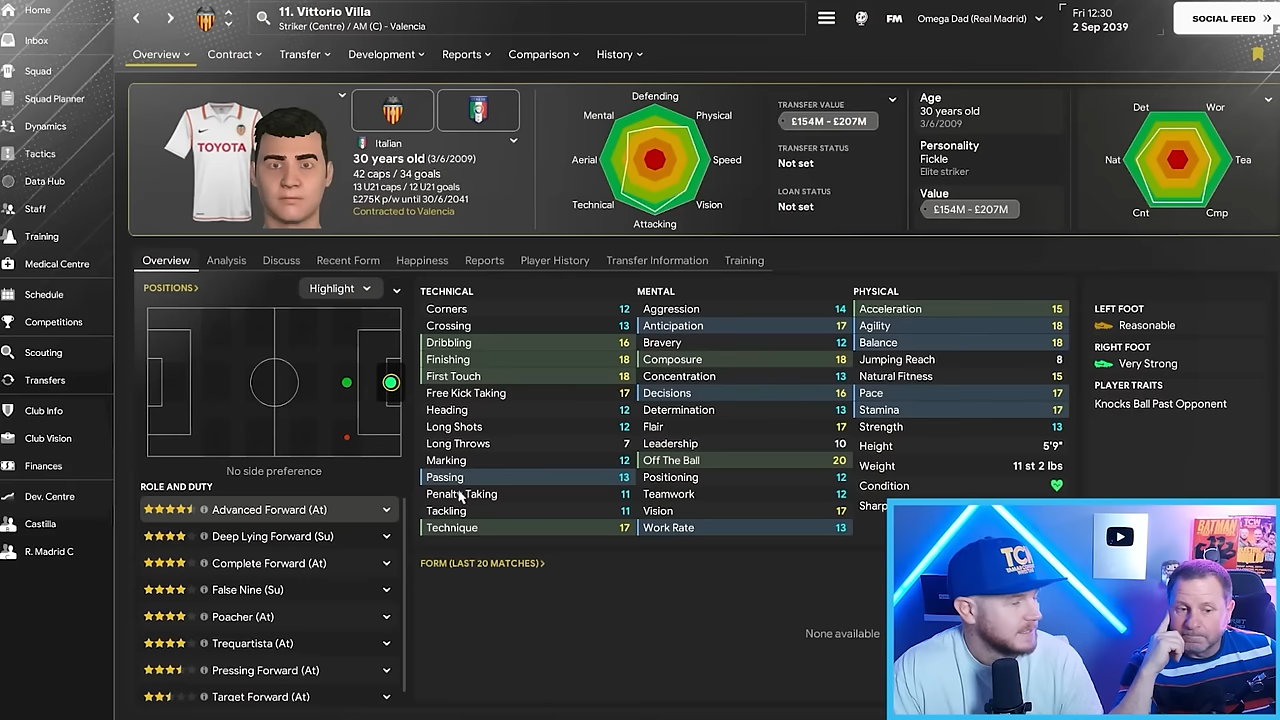 Home
Inbox
Squad
Squad Planner
Dynamics
Tactics
Data Hub
Staff
Training
Medical Centre
Schedule
Competitions
Scouting
Transfers
Club Info
Club Vision
Finances
Dev. Centre
Castilla
R. Madrid C
11. Vittorio Villa
Striker (Centre) / AM (C) - Valencia
FM
Omega Dad (Real Madrid)
Fri 12:30
2 Sep 2039
SOCIAL FEED
Overview
Contract
Transfer
Development
Reports
Comparison
History
TOYOTA
Italian
30 years old (3/6/2009)
42 caps / 34 goals
13 U21 caps / 12 U21 goals
£275K p/w until 30/6/2041
Contracted to Valencia
Defending
Mental
Physical
Aerial
Speed
Technical
Vision
Attacking
TRANSFER VALUE
£154M - £207M
TRANSFER STATUS
Not set
LOAN STATUS
Not set
Age
30 years old
3/6/2009
Personality
Fickle
Elite striker
Value
£154M - £207M
Det
Wor
Nat
Tea
Cnt
Cmp
Overview
Analysis
Discuss
Recent Form
Happiness
Reports
Player History
Transfer Information
Training
POSITIONS>
Highlight
No side preference
ROLE AND DUTY
Advanced Forward (At)
Deep Lying Forward (Su)
Complete Forward (At)
False Nine (Su)
Poacher (At)
Trequartista (At)
Pressing Forward (At)
Target Forward (At)
TECHNICAL
Corners 12
Crossing 13
Dribbling 16
Finishing 18
First Touch 18
Free Kick Taking 17
Heading 12
Long Shots 12
Long Throws 7
Marking 12
Passing 13
Penalty Taking 11
Tackling 11
Technique 17
MENTAL
Aggression 14
Anticipation 17
Bravery 12
Composure 18
Concentration 13
Decisions 16
Determination 13
Flair 17
Leadership 10
Off The Ball 20
Positioning 12
Teamwork 12
Vision 17
Work Rate 13
PHYSICAL
Acceleration 15
Agility 18
Balance 18
Jumping Reach 8
Natural Fitness 15
Pace 17
Stamina 17
Strength 13
Height 5'9"
Weight 11 st 2 lbs
Condition
Sharp
LEFT FOOT
Reasonable
RIGHT FOOT
Very Strong
PLAYER TRAITS
Knocks Ball Past Opponent
FORM (LAST 20 MATCHES)>
None available
BATMAN
TCW